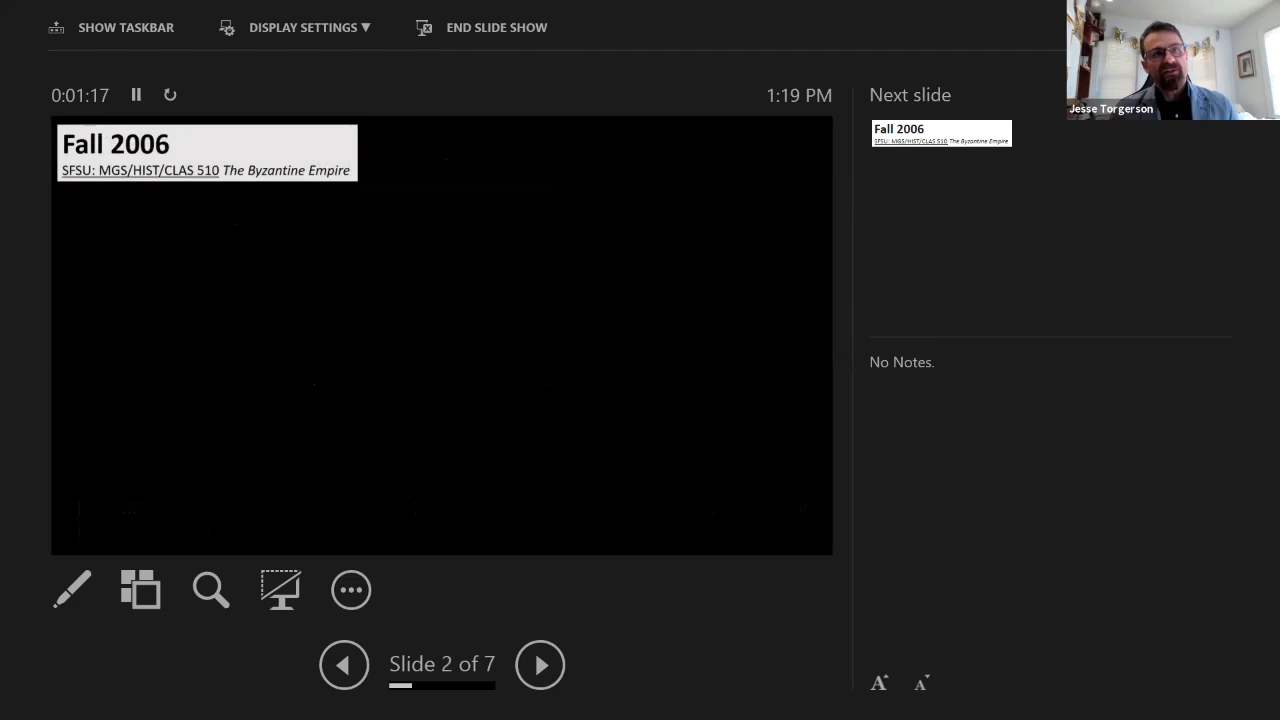 SHOW TASKBAR
DISPLAY SETTINGS ▼
END SLIDE SHOW
Jesse Torgerson
0:01:17
1:19 PM
Fall 2006
SFSU: MGS/HIST/CLAS 510 The Byzantine Empire
Next slide
Fall 2006
SFSU: MGS/HIST/CLAS 510 The Byzantine Empire
No Notes.
Slide 2 of 7
A A